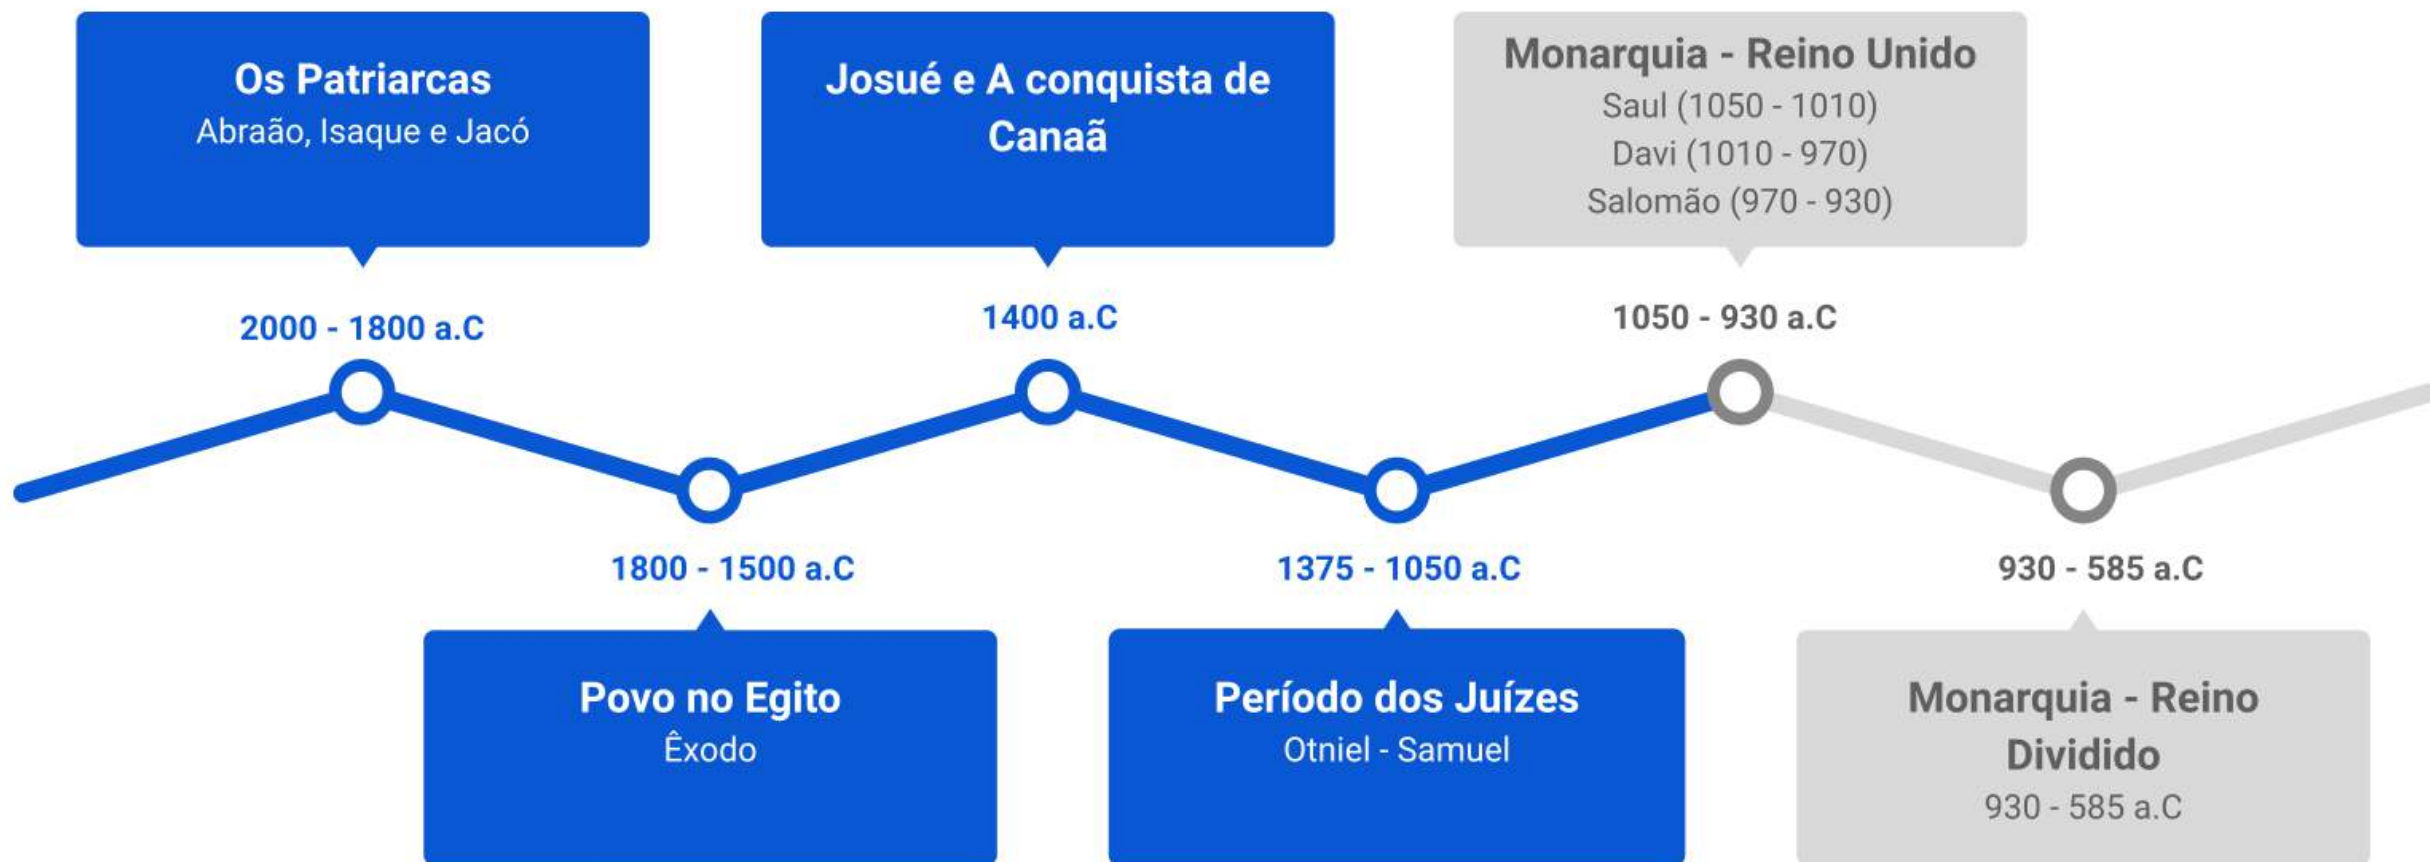 Os Patriarcas
Abraão, Isaque e Jacó
2000 - 1800 a.C
1800 - 1500 a.C
Povo no Egito
Êxodo
Josué e A conquista de
Canaã
1400 a.C
1375 - 1050 a.C
Período dos Juízes
Otniel - Samuel
Monarquia - Reino Unido
Saul (1050 - 1010)
Davi (1010 - 970)
Salomão (970 - 930)
1050 - 930 a.C
930 - 585 a.C
Monarquia - Reino
Dividido
930 - 585 a.C